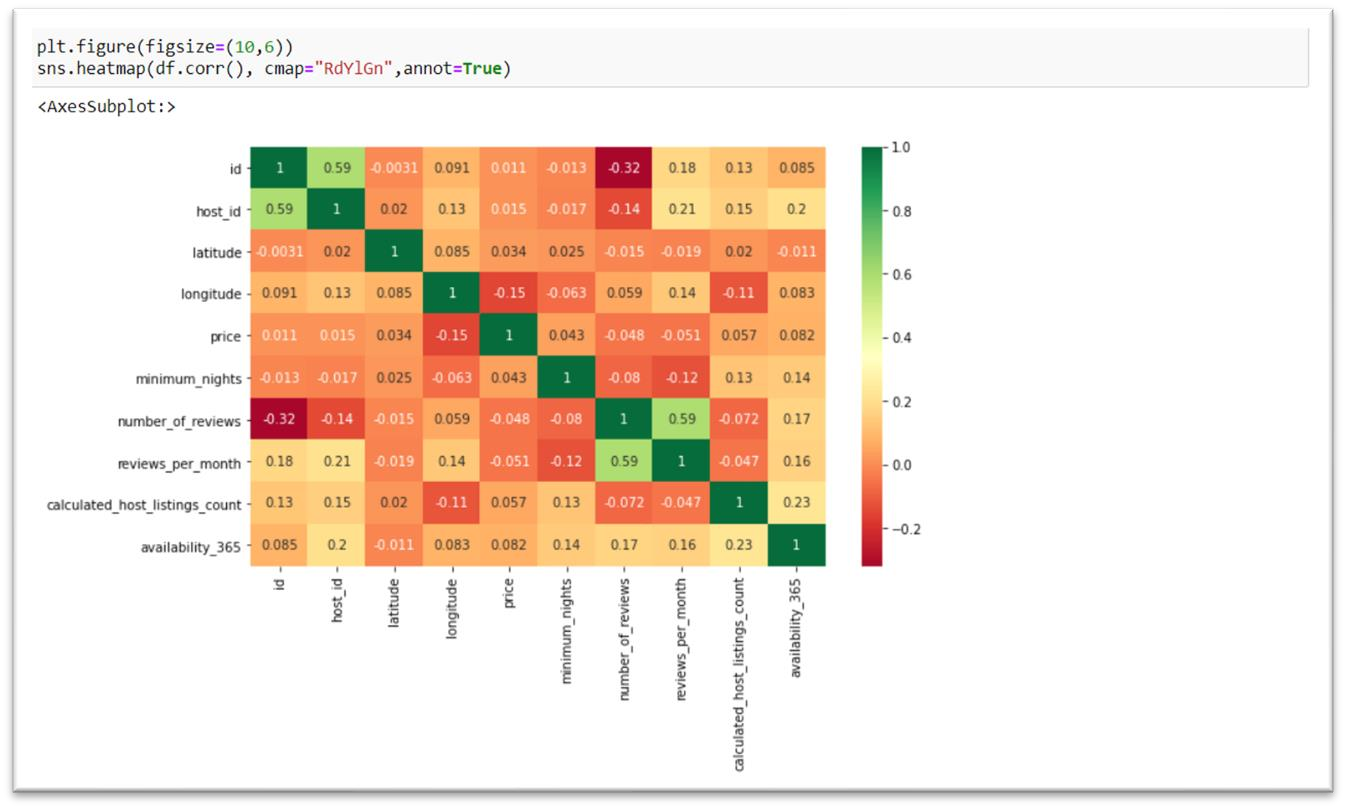 plt.figure(figsize=(10,6))
sns.heatmap(df.corr(), cmap="RdYlGn",annot=True)
<AxesSubplot:>
id 1 0.59 -0.0031 0.091 0.011 -0.013 -0.32 0.18 0.13 0.085
host_id 0.59 1 0.02 0.13 0.015 -0.017 -0.14 0.21 0.15 0.2
latitude -0.0031 0.02 1 0.085 0.034 0.025 -0.015 -0.019 0.02 -0.011
longitude 0.091 0.13 0.085 1 -0.15 -0.063 0.059 0.14 -0.11 0.083
price 0.011 0.015 0.034 -0.15 1 0.043 -0.048 -0.051 0.057 0.082
minimum_nights -0.013 -0.017 0.025 -0.063 0.043 1 -0.08 -0.12 0.13 0.14
number_of_reviews -0.32 -0.14 -0.015 0.059 -0.048 -0.08 1 0.59 -0.072 0.17
reviews_per_month 0.18 0.21 -0.019 0.14 -0.051 -0.12 0.59 1 -0.047 0.16
calculated_host_listings_count 0.13 0.15 0.02 -0.11 0.057 0.13 -0.072 -0.047 1 0.23
availability_365 0.085 0.2 -0.011 0.083 0.082 0.14 0.17 0.16 0.23 1
id
host_id
latitude
longitude
price
minimum_nights
number_of_reviews
reviews_per_month
calculated_host_listings_count
availability_365
1.0
0.8
0.6
0.4
0.2
0.0
−0.2